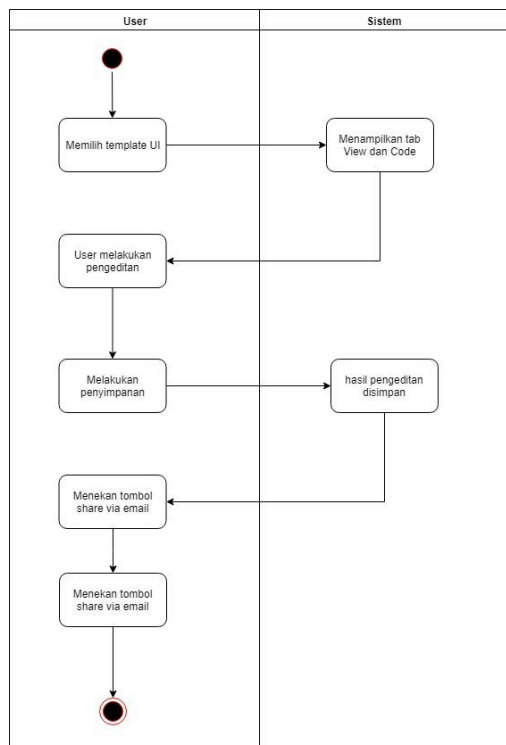 User
Sistem
Memilih template UI
Menampilkan tab
View dan Code
User melakukan
pengeditan
Melakukan
penyimpanan
hasil pengeditan
disimpan
Menekan tombol
share via email
Menekan tombol
share via email